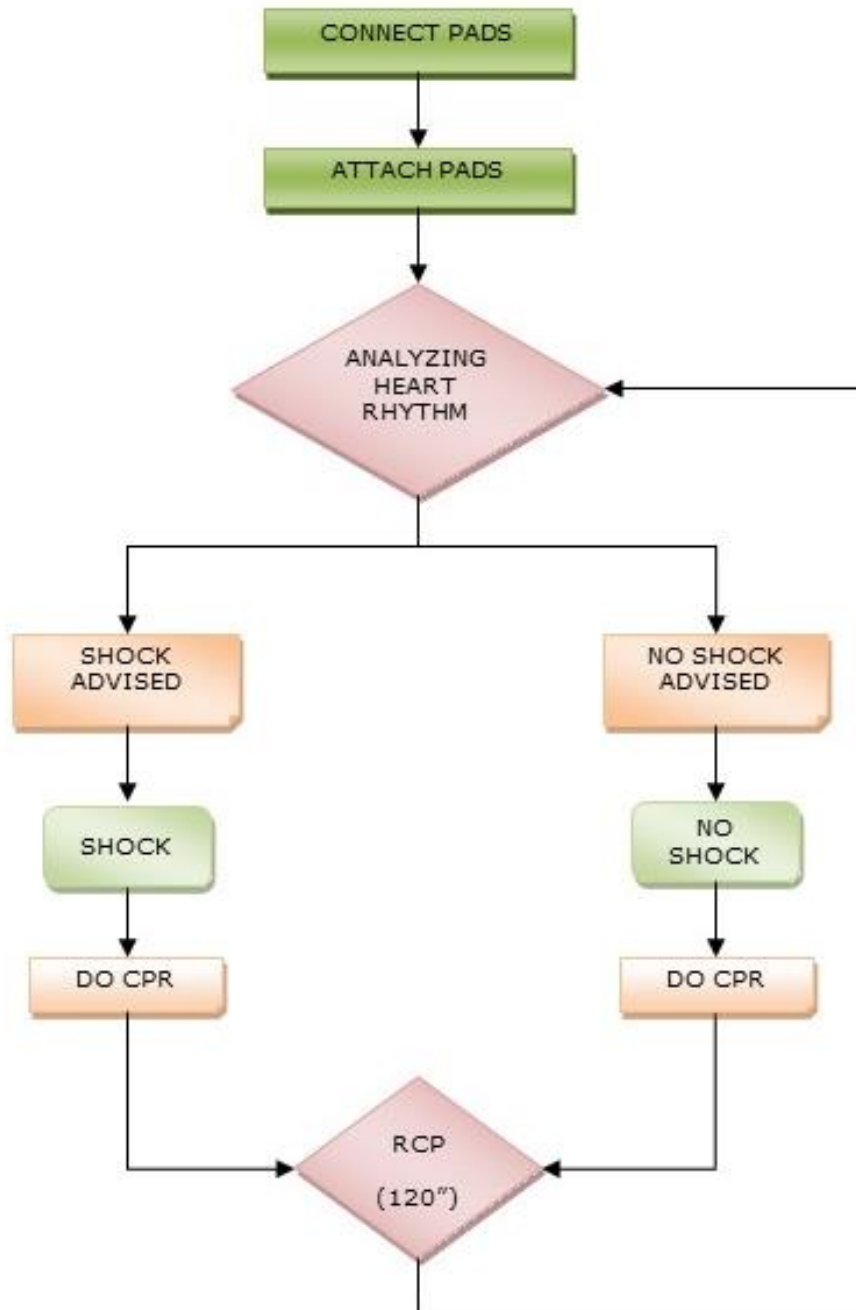 CONNECT PADS
ATTACH PADS
ANALYZING
HEART
RHYTHM
SHOCK
ADVISED
NO SHOCK
ADVISED
SHOCK
NO
SHOCK
DO CPR
DO CPR
RCP
(120”)